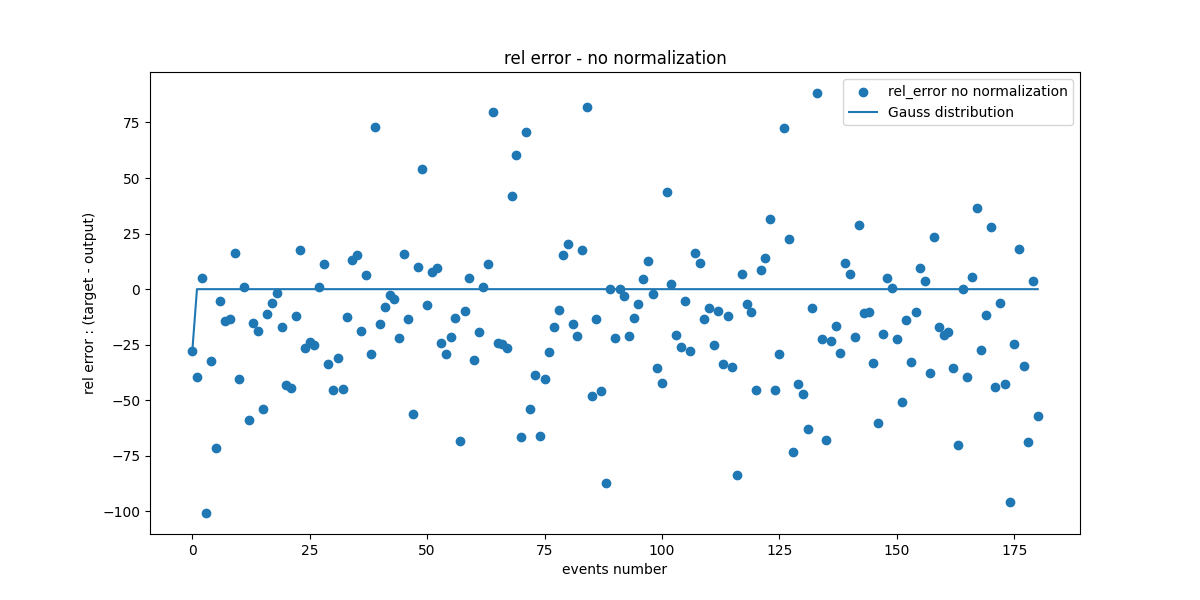 rel error - no normalization
rel_error no normalization
Gauss distribution
rel error : (target - output)
75
50
25
0
−25
−50
−75
−100
0 25 50 75 100 125 150 175
events number